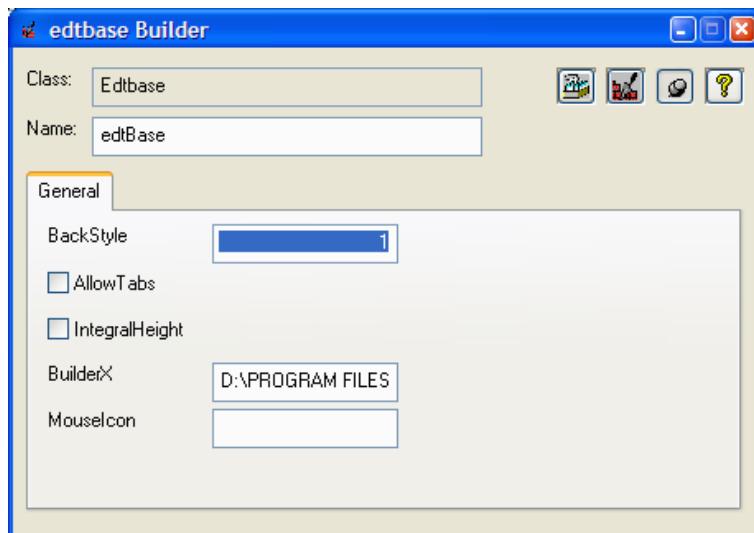 edtbase Builder
Class: Edtbase
Name: edtBase
General
BackStyle 1
AllowTabs
IntegralHeight
BuilderX D:\PROGRAM FILES
MouseIcon